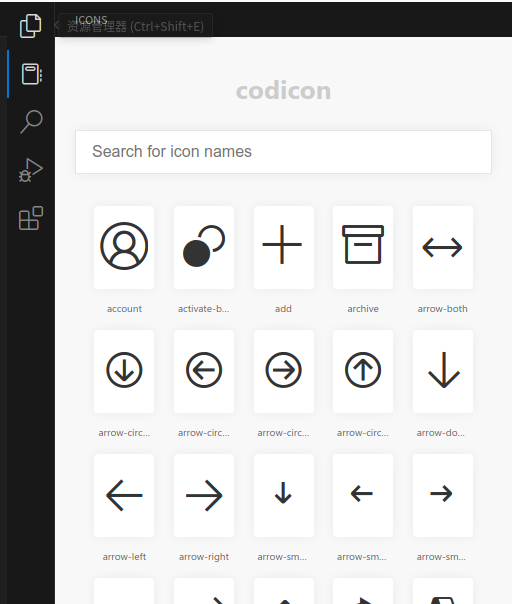 ICONS
资源管理器 (Ctrl+Shift+E)
codicon
Search for icon names
account
activate-b...
add
archive
arrow-both
arrow-circ...
arrow-circ...
arrow-circ...
arrow-circ...
arrow-do...
arrow-left
arrow-right
arrow-sm...
arrow-sm...
arrow-sm...